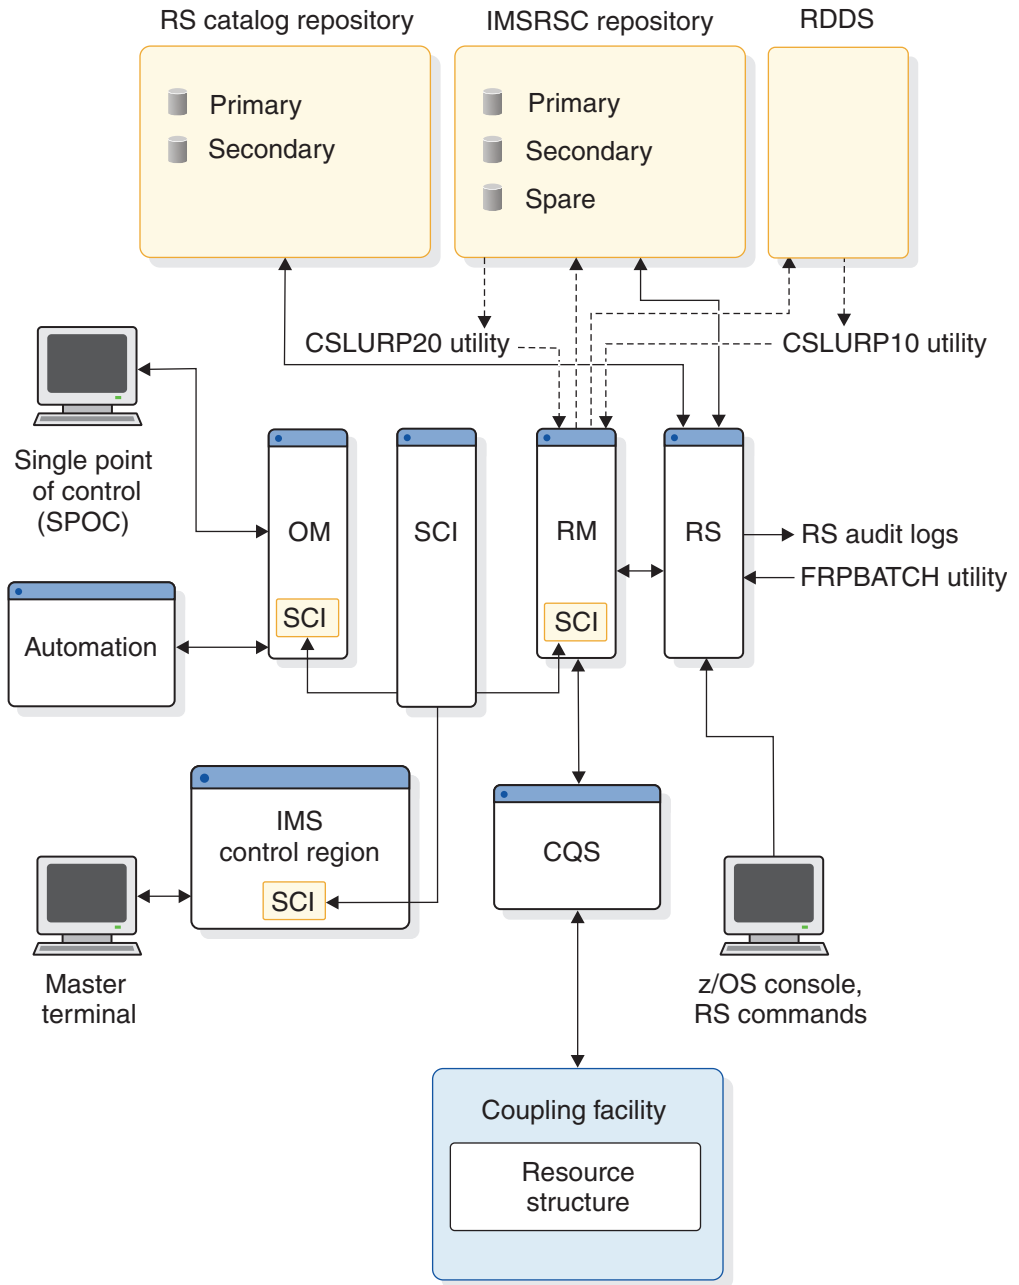 RS catalog repository
IMSRSC repository
RDDS
Primary
Secondary
Primary
Secondary
Spare
CSLURP20 utility
CSLURP10 utility
Single point
of control
(SPOC)
OM
SCI
RM
RS
RS audit logs
FRPBATCH utility
SCI
SCI
Automation
IMS
control region
SCI
CQS
Master
terminal
z/OS console,
RS commands
Coupling facility
Resource
structure